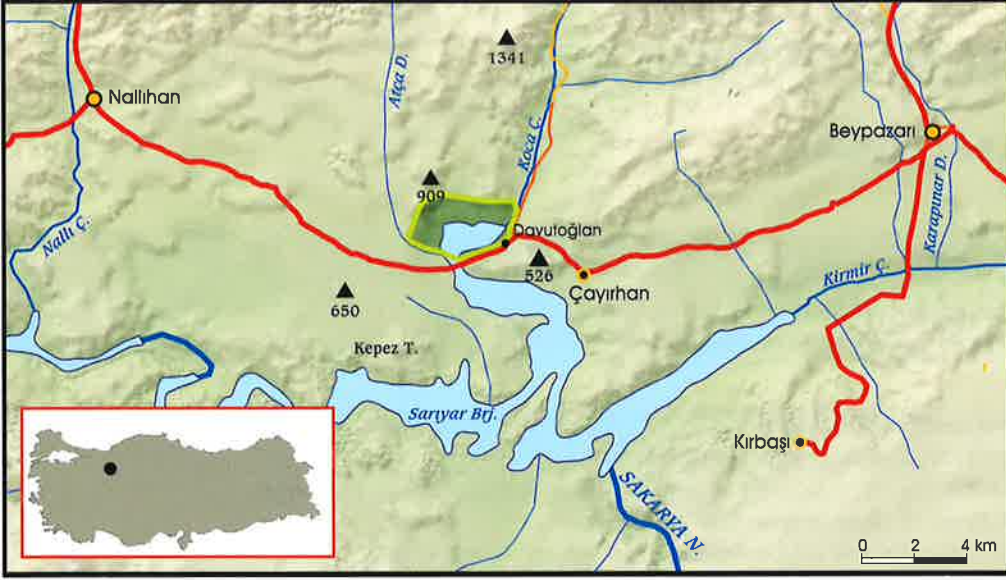 1341
Atça D.
Nallıhan
Koca Ç.
Beypazarı
909
Karapınar D.
Nallı Ç.
Davutoğlan
526
Kirmir Ç.
Çayırhan
650
Kepez T.
Sarıyar Brj.
Kırbaşı
SAKARYA N.
0 2 4 km